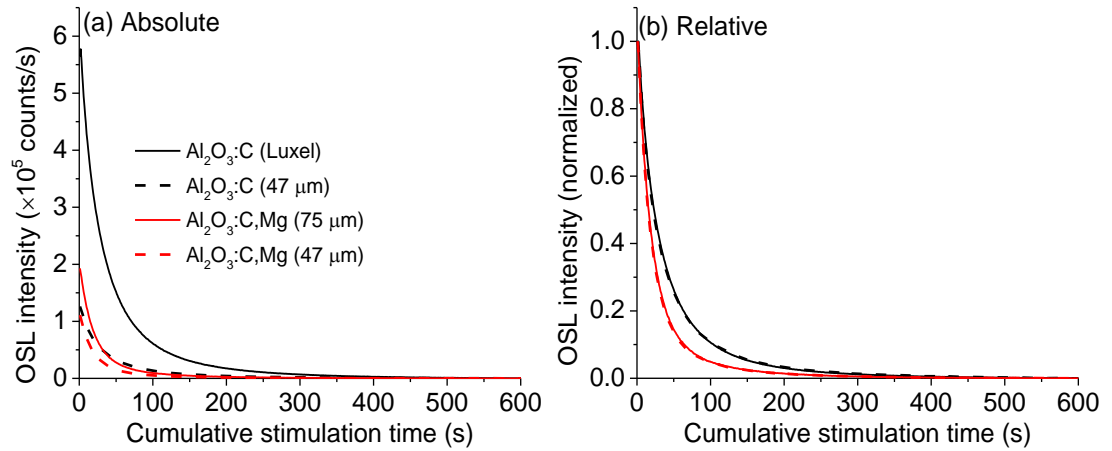 (a) Absolute
OSL intensity (×10⁵ counts/s)
6
5
4
3
2
1
0
Al₂O₃:C (Luxel)
Al₂O₃:C (47 μm)
Al₂O₃:C,Mg (75 μm)
Al₂O₃:C,Mg (47 μm)
0 100 200 300 400 500 600
Cumulative stimulation time (s)
(b) Relative
OSL intensity (normalized)
1.0
0.8
0.6
0.4
0.2
0.0
0 100 200 300 400 500 600
Cumulative stimulation time (s)